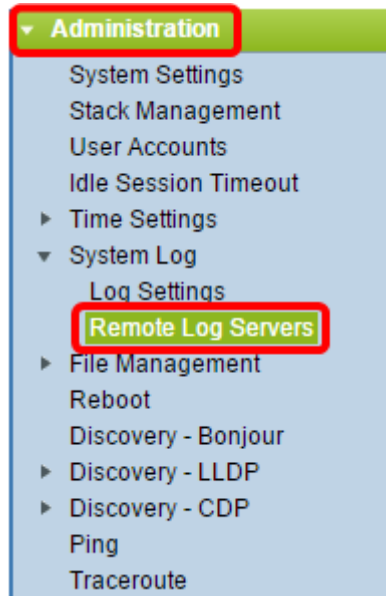 Administration
System Settings
Stack Management
User Accounts
Idle Session Timeout
Time Settings
System Log
Log Settings
Remote Log Servers
File Management
Reboot
Discovery - Bonjour
Discovery - LLDP
Discovery - CDP
Ping
Traceroute